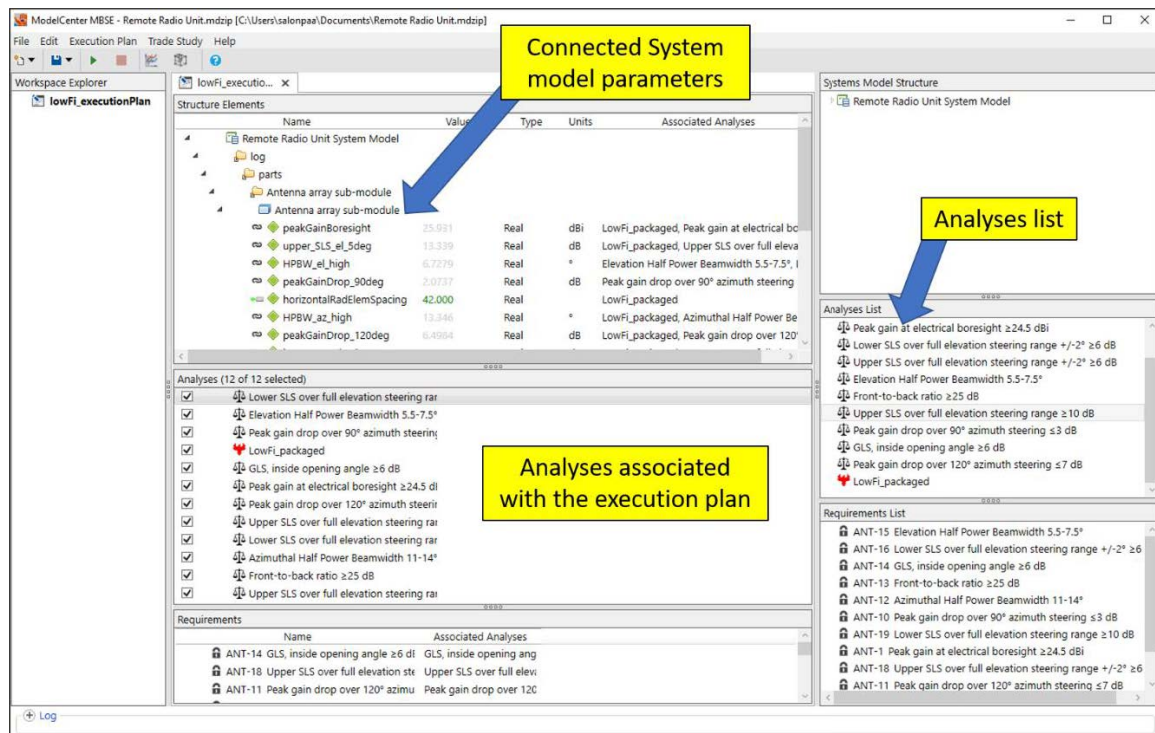 ModelCenter MBSE - Remote Radio Unit.mdzip [C:\Users\salonpaa\Documents\Remote Radio Unit.mdzip]
File Edit Execution Plan Trade Study Help
Workspace Explorer
lowFi_executionPlan
lowFi_executio... x
Structure Elements
Name Value Type Units Associated Analyses
Remote Radio Unit System Model
log
parts
Antenna array sub-module
Antenna array sub-module
peakGainBoresight 25.931 Real dBi LowFi_packaged, Peak gain at electrical bo
upper_SLS_el_5deg 13.339 Real dB LowFi_packaged, Upper SLS over full eleva
HPBW_el_high 6.7279 Real ° Elevation Half Power Beamwidth 5.5-7.5°, l
peakGainDrop_90deg 2.0737 Real dB Peak gain drop over 90° azimuth steering
horizontalRadElemSpacing 42.000 Real LowFi_packaged
HPBW_az_high 13.346 Real ° LowFi_packaged, Azimuthal Half Power Be
peakGainDrop_120deg 6.4984 Real dB LowFi_packaged, Peak gain drop over 120°
Connected System
model parameters
Analyses (12 of 12 selected)
Lower SLS over full elevation steering rar
Elevation Half Power Beamwidth 5.5-7.5°
Peak gain drop over 90° azimuth steering
LowFi_packaged
GLS, inside opening angle ≥6 dB
Peak gain at electrical boresight ≥24.5 dI
Peak gain drop over 120° azimuth steerir
Upper SLS over full elevation steering rar
Lower SLS over full elevation steering rar
Azimuthal Half Power Beamwidth 11-14°
Front-to-back ratio ≥25 dB
Upper SLS over full elevation steering rar
Analyses associated
with the execution plan
Requirements
Name Associated Analyses
ANT-14 GLS, inside opening angle ≥6 dE GLS, inside opening ang
ANT-18 Upper SLS over full elevation ste Upper SLS over full elev
ANT-11 Peak gain drop over 120° azimu Peak gain drop over 120
Systems Model Structure
Remote Radio Unit System Model
Analyses list
Analyses List
Peak gain at electrical boresight ≥24.5 dBi
Lower SLS over full elevation steering range +/-2° ≥6 dB
Upper SLS over full elevation steering range +/-2° ≥6 dB
Elevation Half Power Beamwidth 5.5-7.5°
Front-to-back ratio ≥25 dB
Upper SLS over full elevation steering range ≥10 dB
Peak gain drop over 90° azimuth steering ≤3 dB
GLS, inside opening angle ≥6 dB
Peak gain drop over 120° azimuth steering ≤7 dB
LowFi_packaged
Requirements List
ANT-15 Elevation Half Power Beamwidth 5.5-7.5°
ANT-16 Lower SLS over full elevation steering range +/-2° ≥6
ANT-14 GLS, inside opening angle ≥6 dB
ANT-13 Front-to-back ratio ≥25 dB
ANT-12 Azimuthal Half Power Beamwidth 11-14°
ANT-10 Peak gain drop over 90° azimuth steering ≤3 dB
ANT-19 Lower SLS over full elevation steering range ≥10 dB
ANT-1 Peak gain at electrical boresight ≥24.5 dBi
ANT-18 Upper SLS over full elevation steering range +/-2° ≥6
ANT-11 Peak gain drop over 120° azimuth steering ≤7 dB
Log